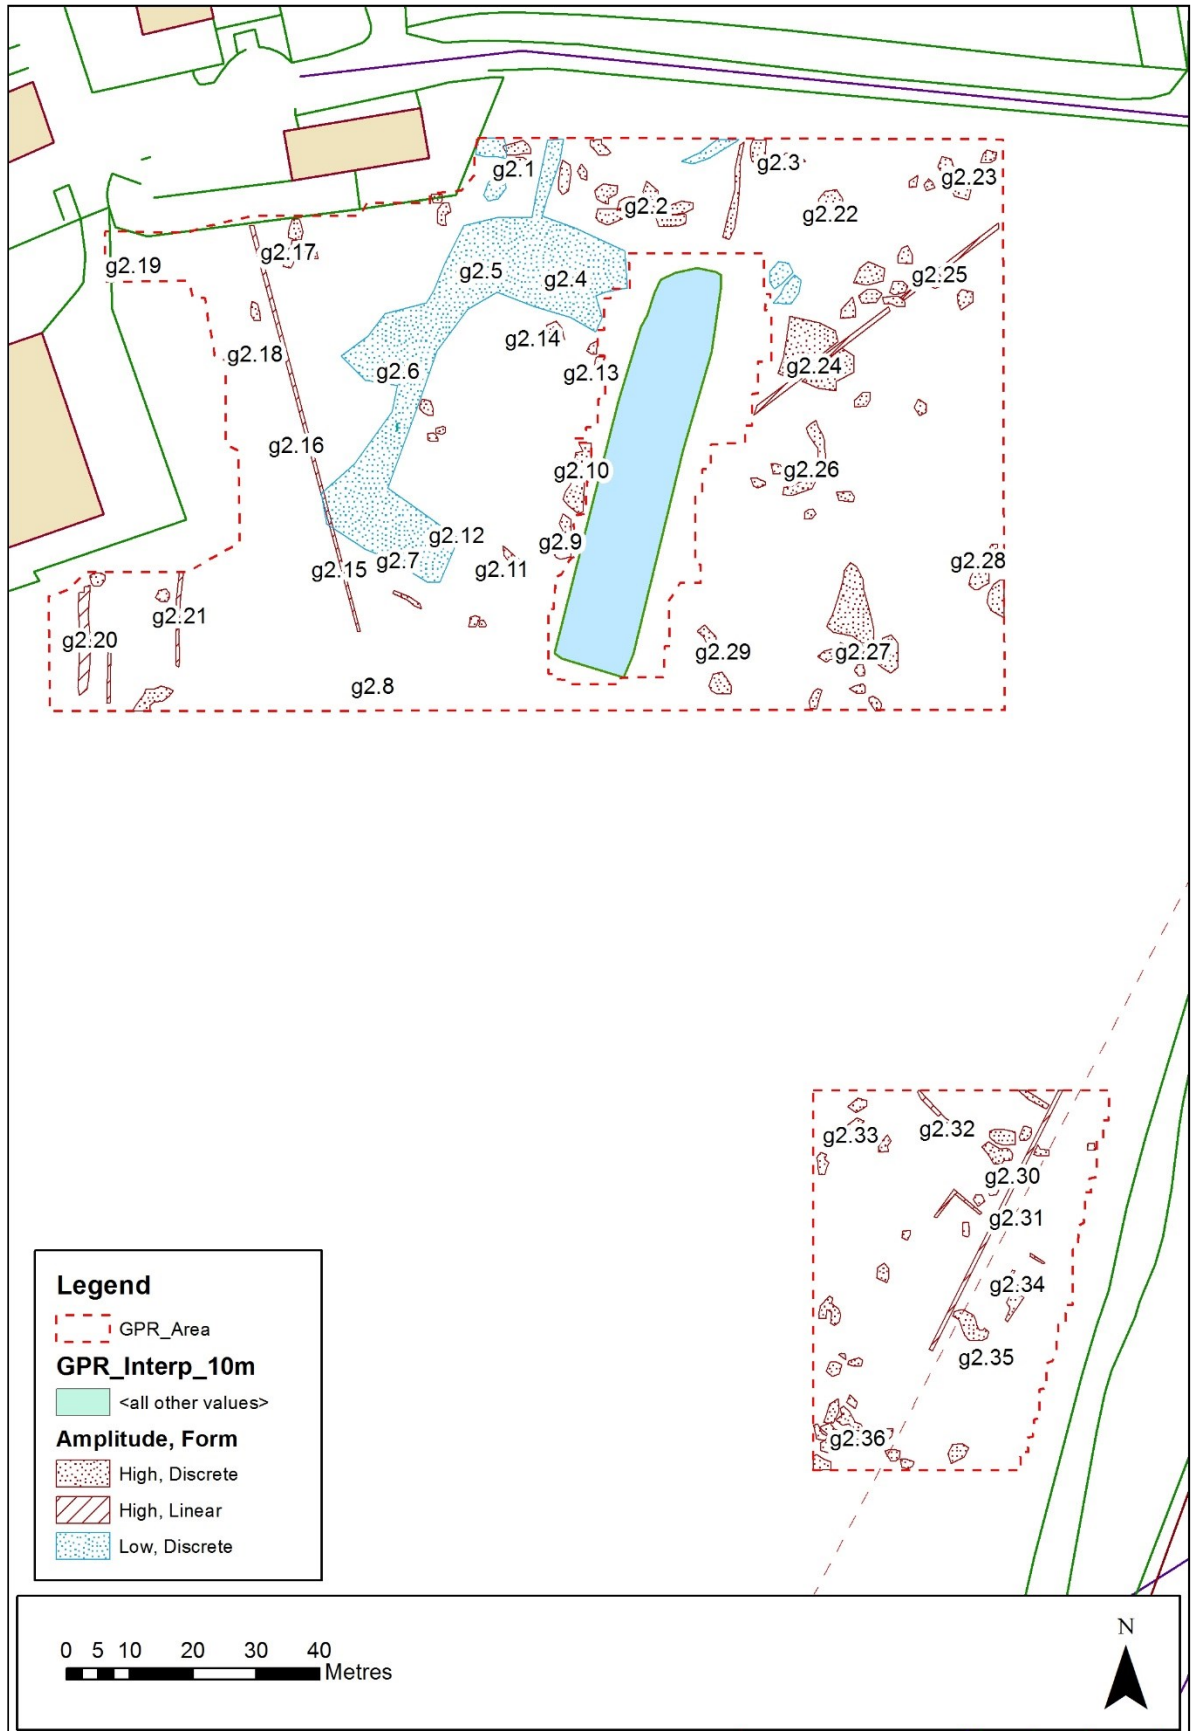 g2.1
g2.3
g2.23
g2.2
g2.22
g2.17
g2.19
g2.5
g2.4
g2.25
g2.14
g2.18
g2.6
g2.13
g2.24
g2.16
g2.10
g2.26
g2.12
g2.9
g2.7
g2.15
g2.11
g2.28
g2.21
g2.20
g2.29
g2.27
g2.8
g2.33
g2.32
g2.30
g2.31
g2.34
g2.35
g2.36
Legend
GPR_Area
GPR_Interp_10m
<all other values>
Amplitude, Form
High, Discrete
High, Linear
Low, Discrete
0 5 10 20 30 40
Metres
N